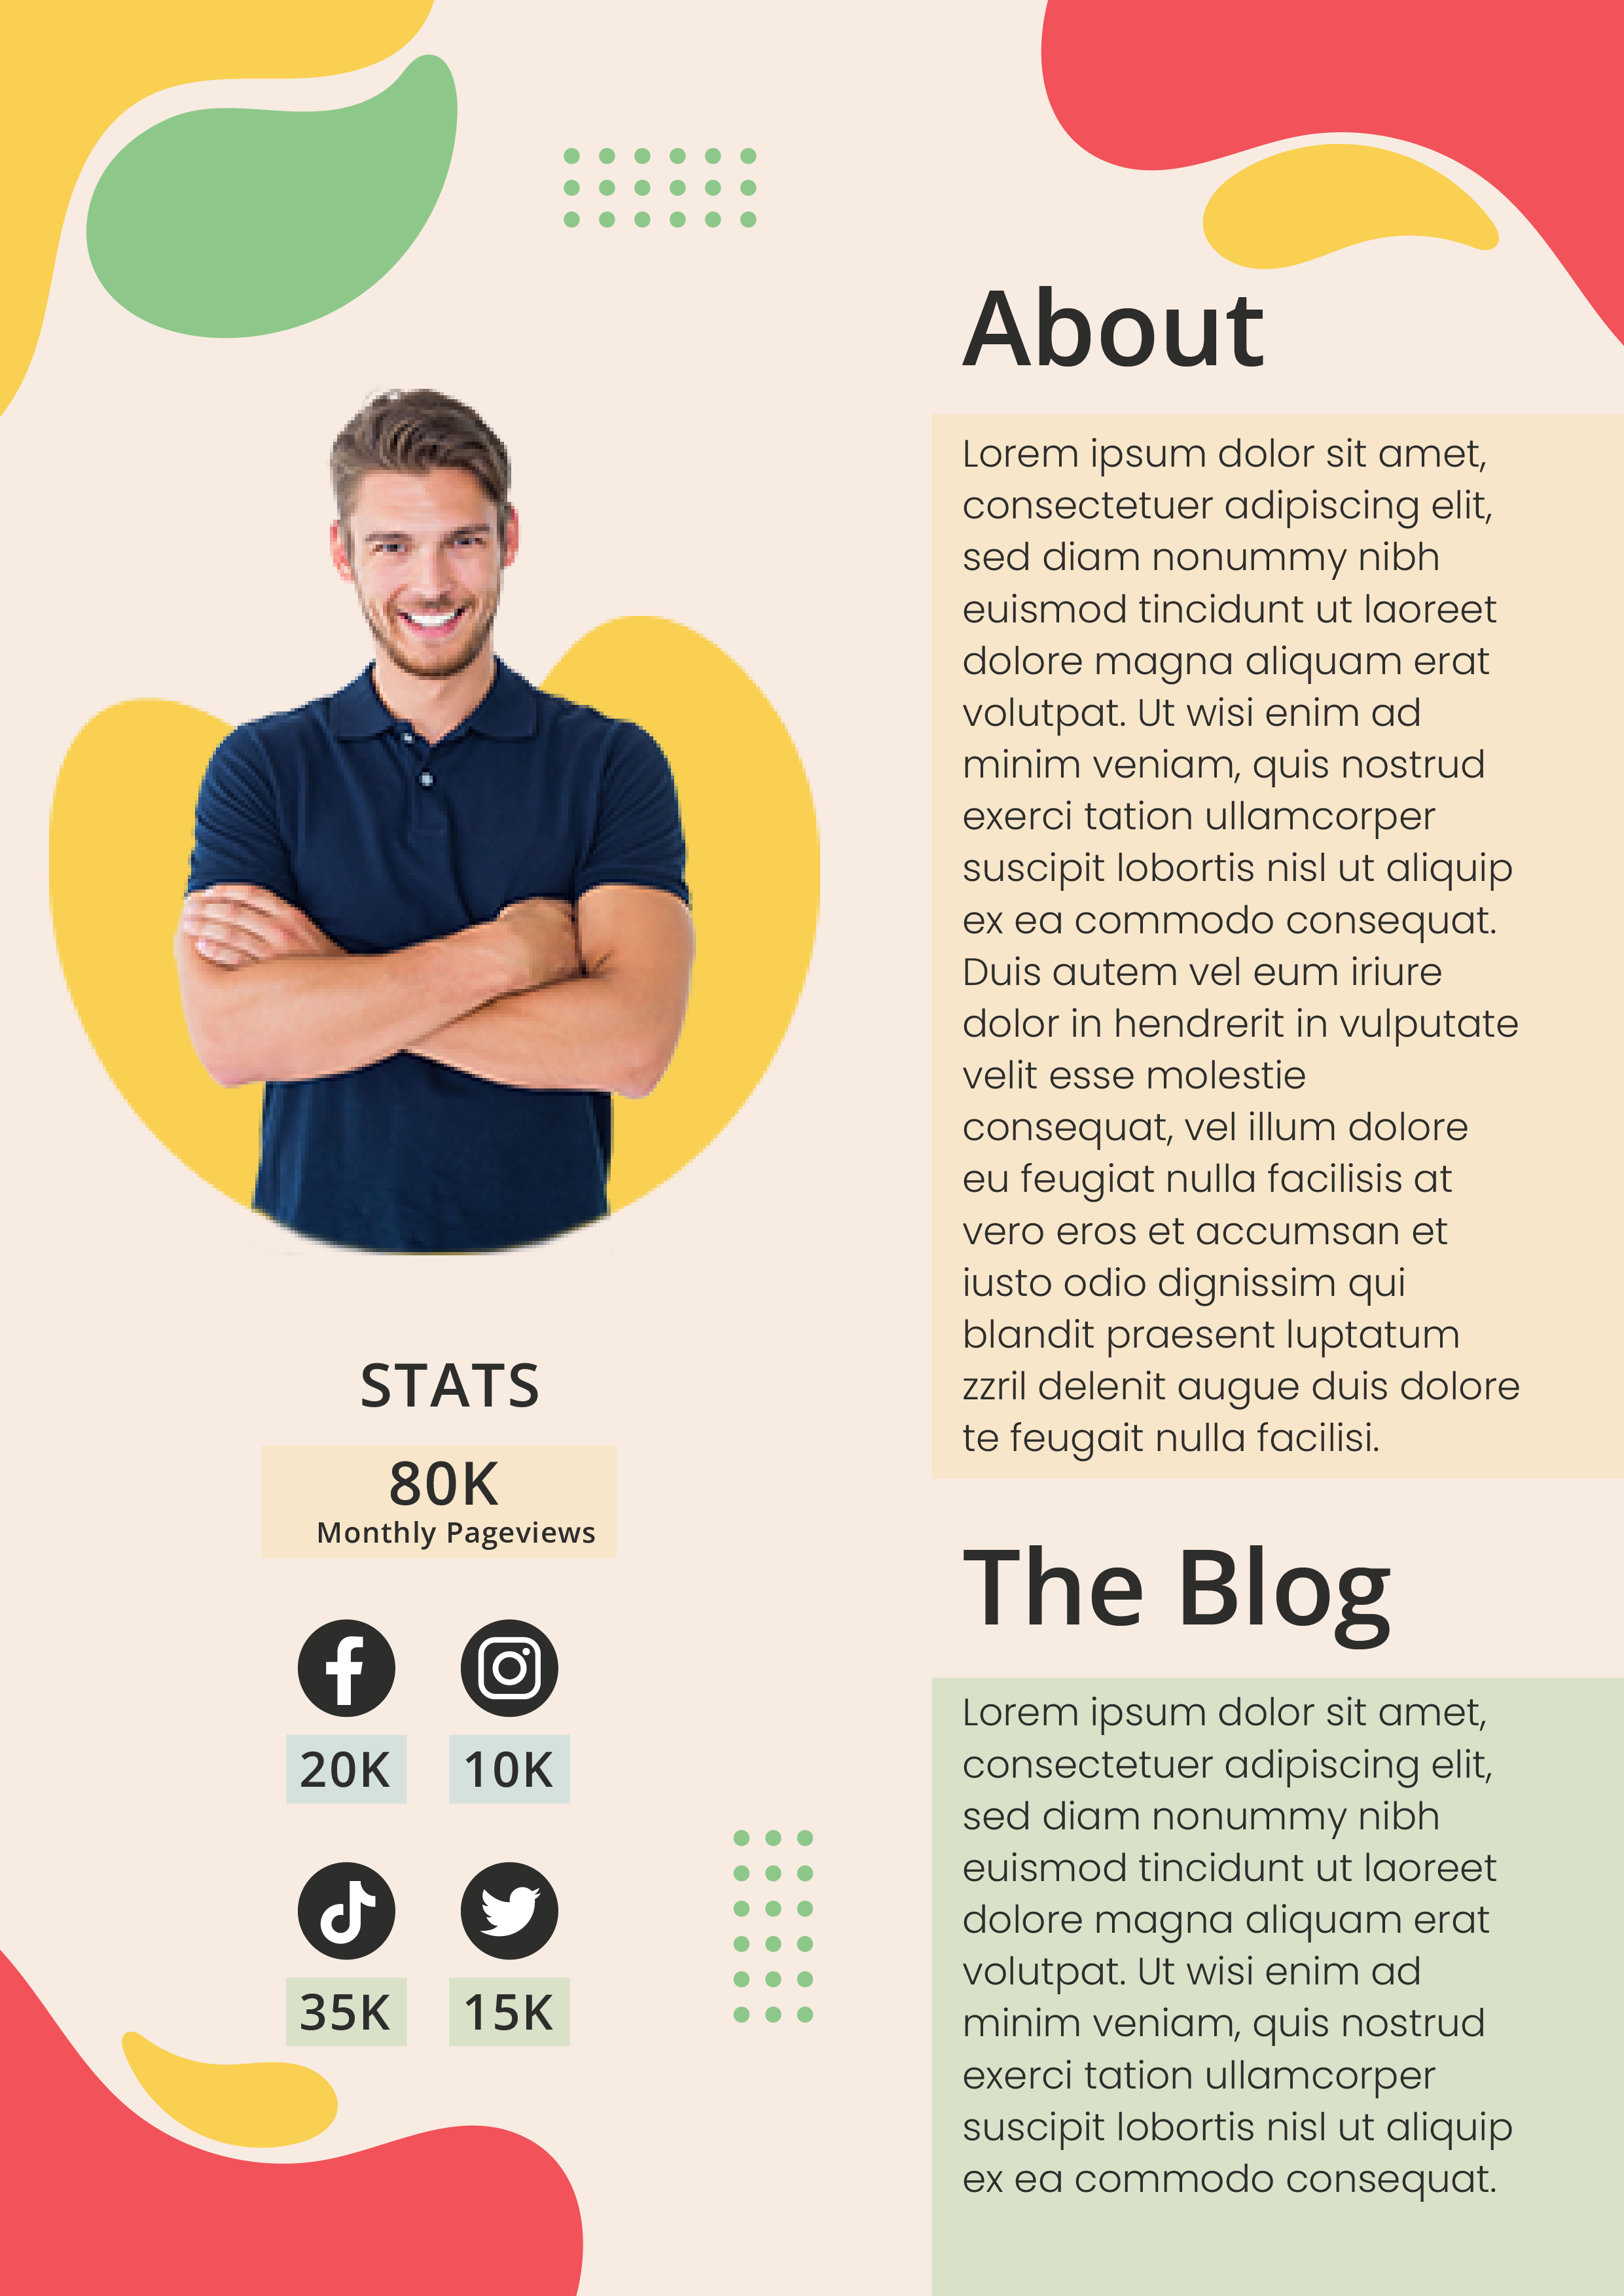 About
Lorem ipsum dolor sit amet,
consectetuer adipiscing elit,
sed diam nonummy nibh
euismod tincidunt ut laoreet
dolore magna aliquam erat
volutpat. Ut wisi enim ad
minim veniam, quis nostrud
exerci tation ullamcorper
suscipit lobortis nisl ut aliquip
ex ea commodo consequat.
Duis autem vel eum iriure
dolor in hendrerit in vulputate
velit esse molestie
consequat, vel illum dolore
eu feugiat nulla facilisis at
vero eros et accumsan et
iusto odio dignissim qui
blandit praesent luptatum
zzril delenit augue duis dolore
te feugait nulla facilisi.
STATS
80K
Monthly Pageviews
20K 10K
35K 15K
The Blog
Lorem ipsum dolor sit amet,
consectetuer adipiscing elit,
sed diam nonummy nibh
euismod tincidunt ut laoreet
dolore magna aliquam erat
volutpat. Ut wisi enim ad
minim veniam, quis nostrud
exerci tation ullamcorper
suscipit lobortis nisl ut aliquip
ex ea commodo consequat.